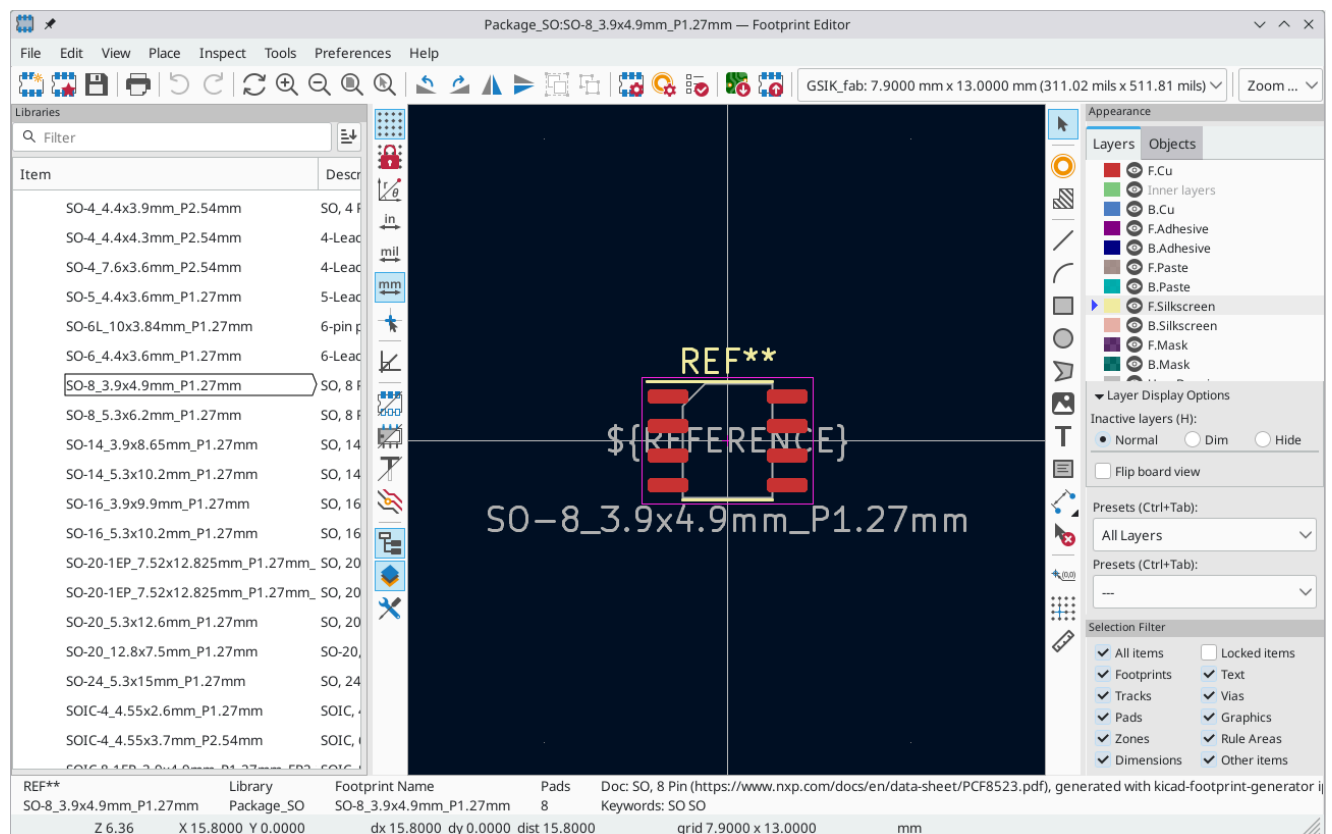 Package_SO:SO-8_3.9x4.9mm_P1.27mm — Footprint Editor
File Edit View Place Inspect Tools Preferences Help
GSIK_fab: 7.9000 mm x 13.0000 mm (311.02 mils x 511.81 mils) Zoom ...
Libraries
Filter
Item Descr
SO-4_4.4x3.9mm_P2.54mm SO, 4 P
SO-4_4.4x4.3mm_P2.54mm 4-Leac
SO-4_7.6x3.6mm_P2.54mm 4-Leac
SO-5_4.4x3.6mm_P1.27mm 5-Leac
SO-6L_10x3.84mm_P1.27mm 6-pin p
SO-6_4.4x3.6mm_P1.27mm 6-Leac
SO-8_3.9x4.9mm_P1.27mm SO, 8 P
SO-8_5.3x6.2mm_P1.27mm SO, 8 P
SO-14_3.9x8.65mm_P1.27mm SO, 14
SO-14_5.3x10.2mm_P1.27mm SO, 14
SO-16_3.9x9.9mm_P1.27mm SO, 16
SO-16_5.3x10.2mm_P1.27mm SO, 16
SO-20-1EP_7.52x12.825mm_P1.27mm_ SO, 20
SO-20-1EP_7.52x12.825mm_P1.27mm_ SO, 20
SO-20_5.3x12.6mm_P1.27mm SO, 20
SO-20_12.8x7.5mm_P1.27mm SO-20,
SO-24_5.3x15mm_P1.27mm SO, 24
SOIC-4_4.55x2.6mm_P1.27mm SOIC, 4
SOIC-4_4.55x3.7mm_P2.54mm SOIC,
r/θ
in
mil
mm
REF**
${REFERENCE}
SO-8_3.9x4.9mm_P1.27mm
T
(0,0)
Appearance
Layers Objects
F.Cu
Inner layers
B.Cu
F.Adhesive
B.Adhesive
F.Paste
B.Paste
F.Silkscreen
B.Silkscreen
F.Mask
B.Mask
Layer Display Options
Inactive layers (H):
Normal Dim Hide
Flip board view
Presets (Ctrl+Tab):
All Layers
Presets (Ctrl+Tab):
---
Selection Filter
All items Locked items
Footprints Text
Tracks Vias
Pads Graphics
Zones Rule Areas
Dimensions Other items
REF** Library Footprint Name Pads Doc: SO, 8 Pin (https://www.nxp.com/docs/en/data-sheet/PCF8523.pdf), generated with kicad-footprint-generator i
SO-8_3.9x4.9mm_P1.27mm Package_SO SO-8_3.9x4.9mm_P1.27mm 8 Keywords: SO SO
Z 6.36 X 15.8000 Y 0.0000 dx 15.8000 dy 0.0000 dist 15.8000 grid 7.9000 x 13.0000 mm